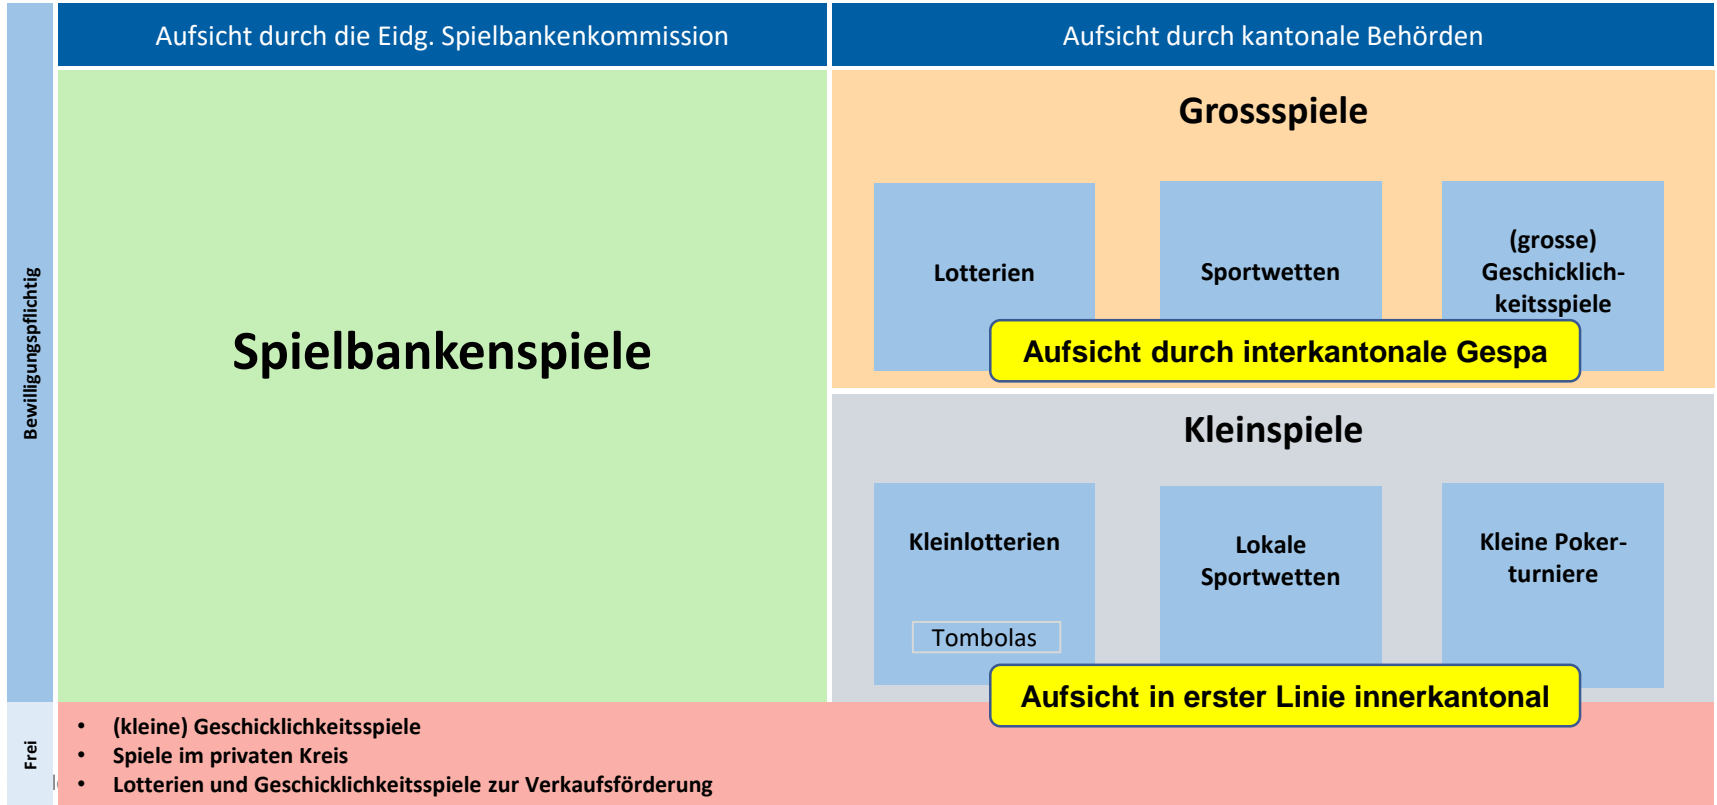 Aufsicht durch die Eidg. Spielbankenkommission
Aufsicht durch kantonale Behörden
Bewilligungspflichtig
Spielbankenspiele
Grossspiele
Lotterien
Sportwetten
(grosse)
Geschicklich-
keitsspiele
Aufsicht durch interkantonale Gespa
Kleinspiele
Kleinlotterien
Tombolas
Lokale
Sportwetten
Kleine Poker-
turniere
Aufsicht in erster Linie innerkantonal
Frei
• (kleine) Geschicklichkeitsspiele
• Spiele im privaten Kreis
• Lotterien und Geschicklichkeitsspiele zur Verkaufsförderung